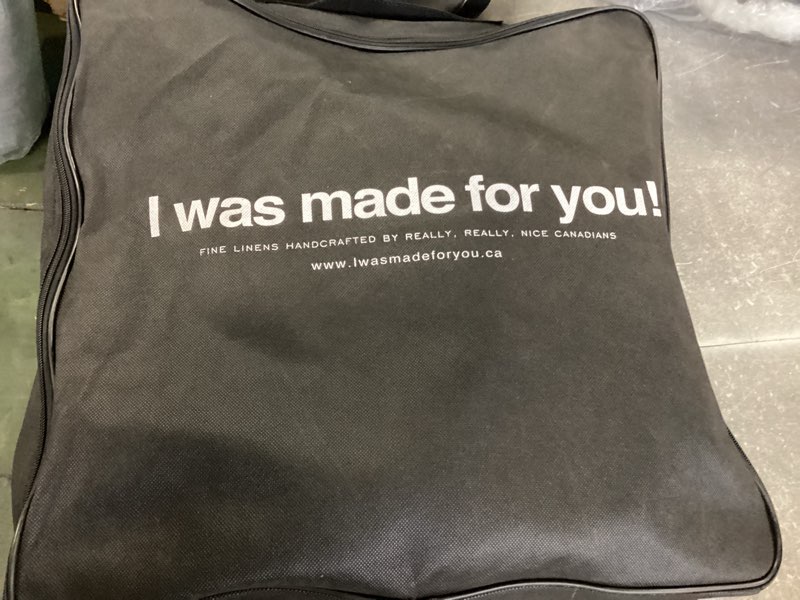 I was made for you!
FINE LINENS HANDCRAFTED BY REALLY, REALLY, NICE CANADIANS
www.Iwasmadeforyou.ca